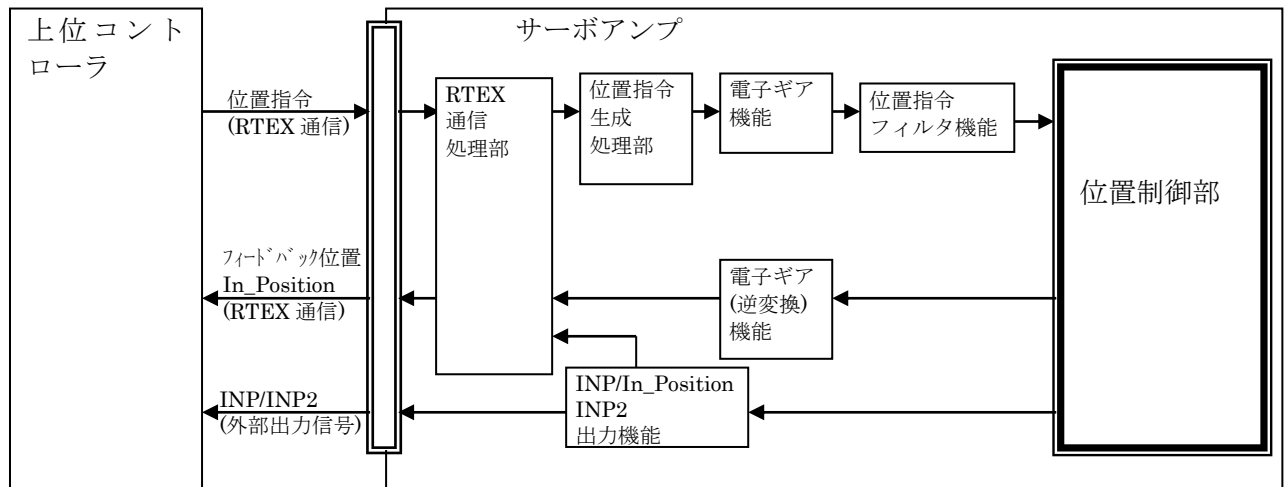 上位コント
ローラ
サーボアンプ
位置指令
(RTEX 通信)
RTEX
通信
処理部
位置指令
生成
処理部
電子ギア
機能
位置指令
フィルタ機能
位置制御部
ﾌｨｰﾄﾞﾊﾞｯｸ位置
In_Position
(RTEX 通信)
電子ギア
(逆変換)
機能
INP/INP2
(外部出力信号)
INP/In_Position
INP2
出力機能